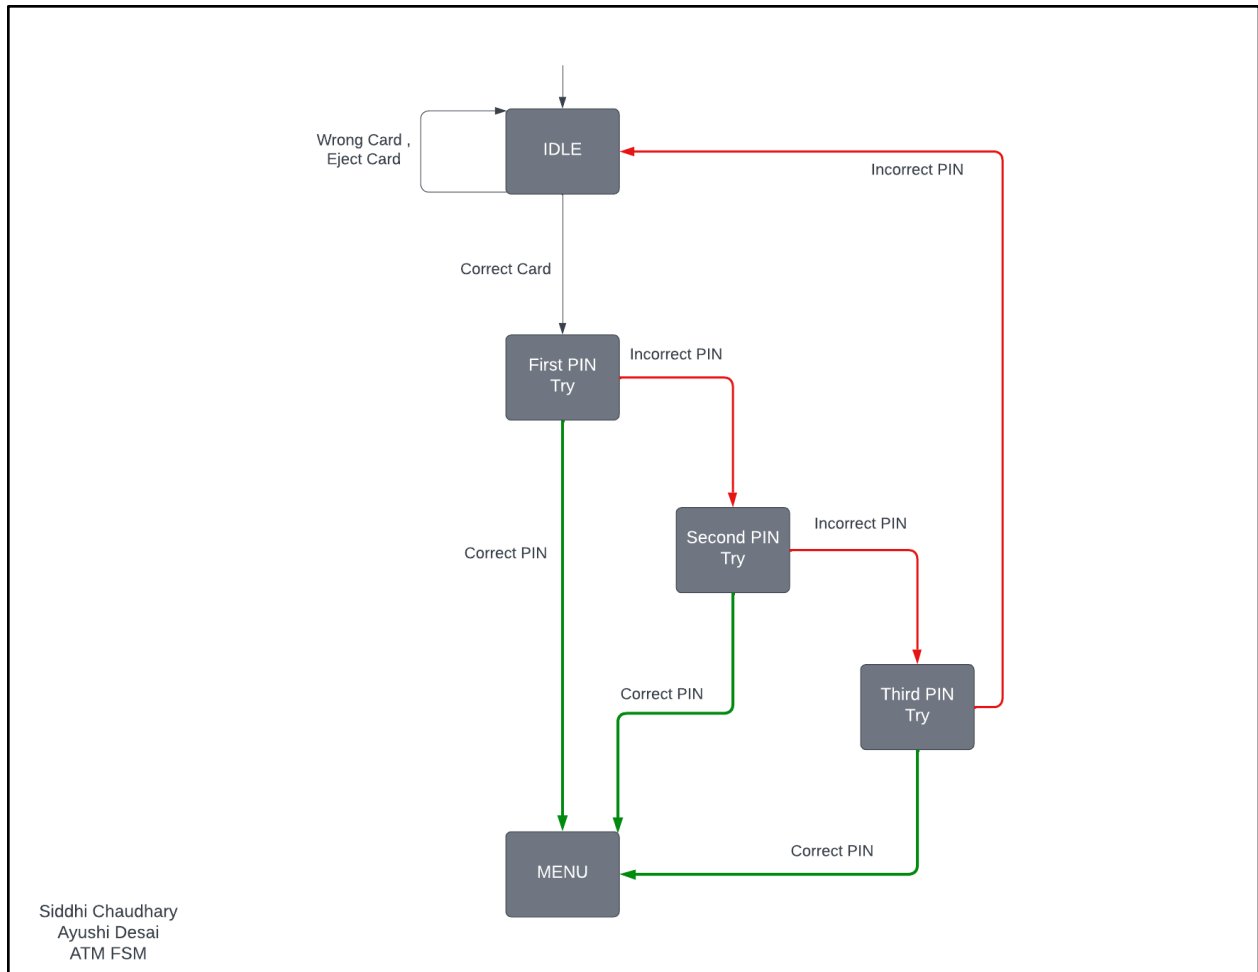 Wrong Card ,
Eject Card
IDLE
Incorrect PIN
Correct Card
First PIN
Try
Incorrect PIN
Correct PIN
Second PIN
Try
Incorrect PIN
Correct PIN
Third PIN
Try
Correct PIN
MENU
Siddhi Chaudhary
Ayushi Desai
ATM FSM